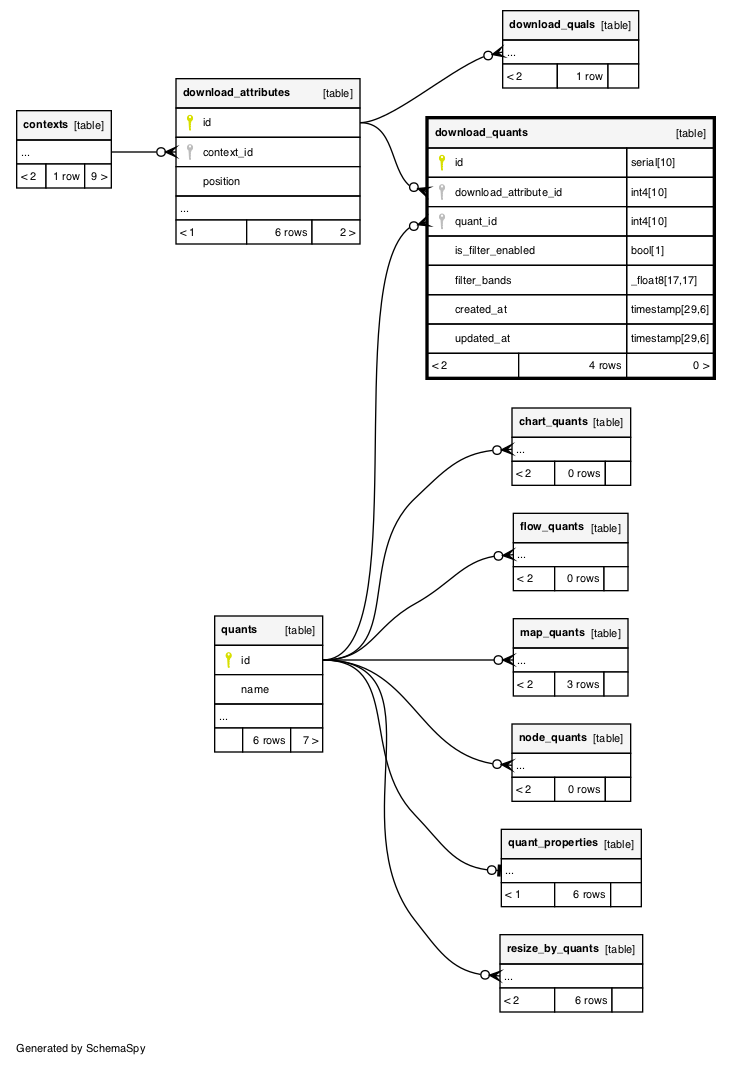 download_quals [table]
...
< 2 1 row
download_attributes [table]
id
context_id
position
...
< 1 6 rows 2 >
contexts [table]
...
< 2 1 row 9 >
download_quants [table]
id serial[10]
download_attribute_id int4[10]
quant_id int4[10]
is_filter_enabled bool[1]
filter_bands _float8[17,17]
created_at timestamp[29,6]
updated_at timestamp[29,6]
< 2 4 rows 0 >
chart_quants [table]
...
< 2 0 rows
flow_quants [table]
...
< 2 0 rows
quants [table]
id
name
...
6 rows 7 >
map_quants [table]
...
< 2 3 rows
node_quants [table]
...
< 2 0 rows
quant_properties [table]
...
< 1 6 rows
resize_by_quants [table]
...
< 2 6 rows
Generated by SchemaSpy